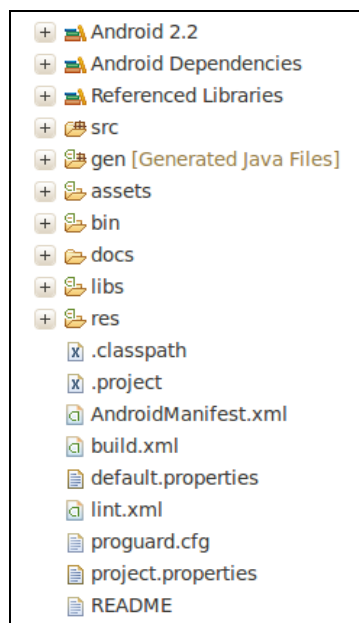 Android 2.2
Android Dependencies
Referenced Libraries
src
gen [Generated Java Files]
assets
bin
docs
libs
res
.classpath
.project
AndroidManifest.xml
build.xml
default.properties
lint.xml
proguard.cfg
project.properties
README